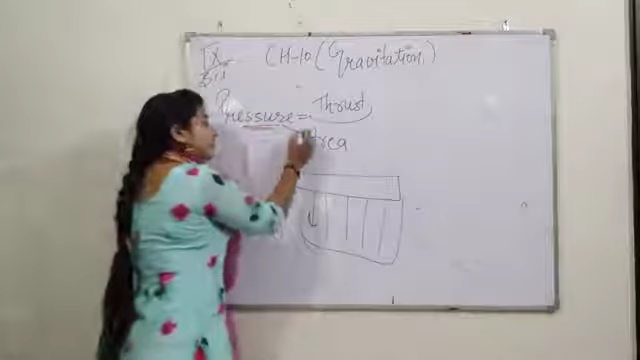 IX CH-10 (Gravitation)
Pressure = Thrust
Area